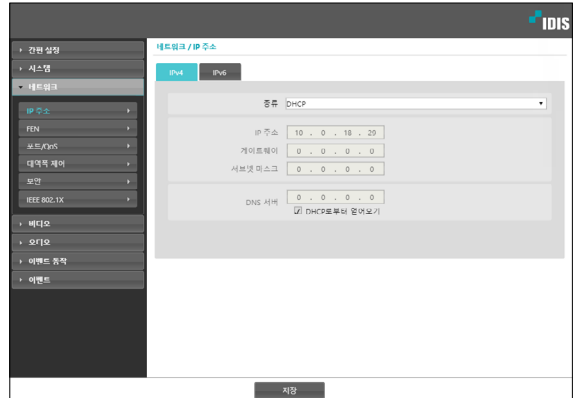 IDIS
간편 설정
시스템
네트워크
IP 주소
FEN
포트/QoS
대역폭 제어
보안
IEEE 802.1X
비디오
오디오
이벤트 동작
이벤트
네트워크 / IP 주소
IPv4 IPv6
종류 DHCP
IP 주소 10 . 0 . 18 . 29
게이트웨이 0 . 0 . 0 . 0
서브넷 마스크 0 . 0 . 0 . 0
DNS 서버 0 . 0 . 0 . 0
DHCP로부터 얻어오기
저장